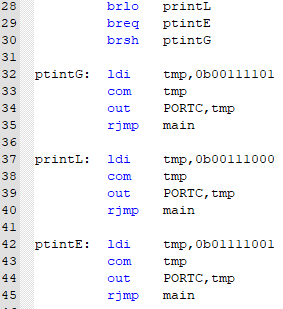 28 brlo printL
29 breq ptintE
30 brsh ptintG
31
32 ptintG: ldi tmp,0b00111101
33 com tmp
34 out PORTC,tmp
35 rjmp main
36
37 printL: ldi tmp,0b00111000
38 com tmp
39 out PORTC,tmp
40 rjmp main
41
42 ptintE: ldi tmp,0b01111001
43 com tmp
44 out PORTC,tmp
45 rjmp main